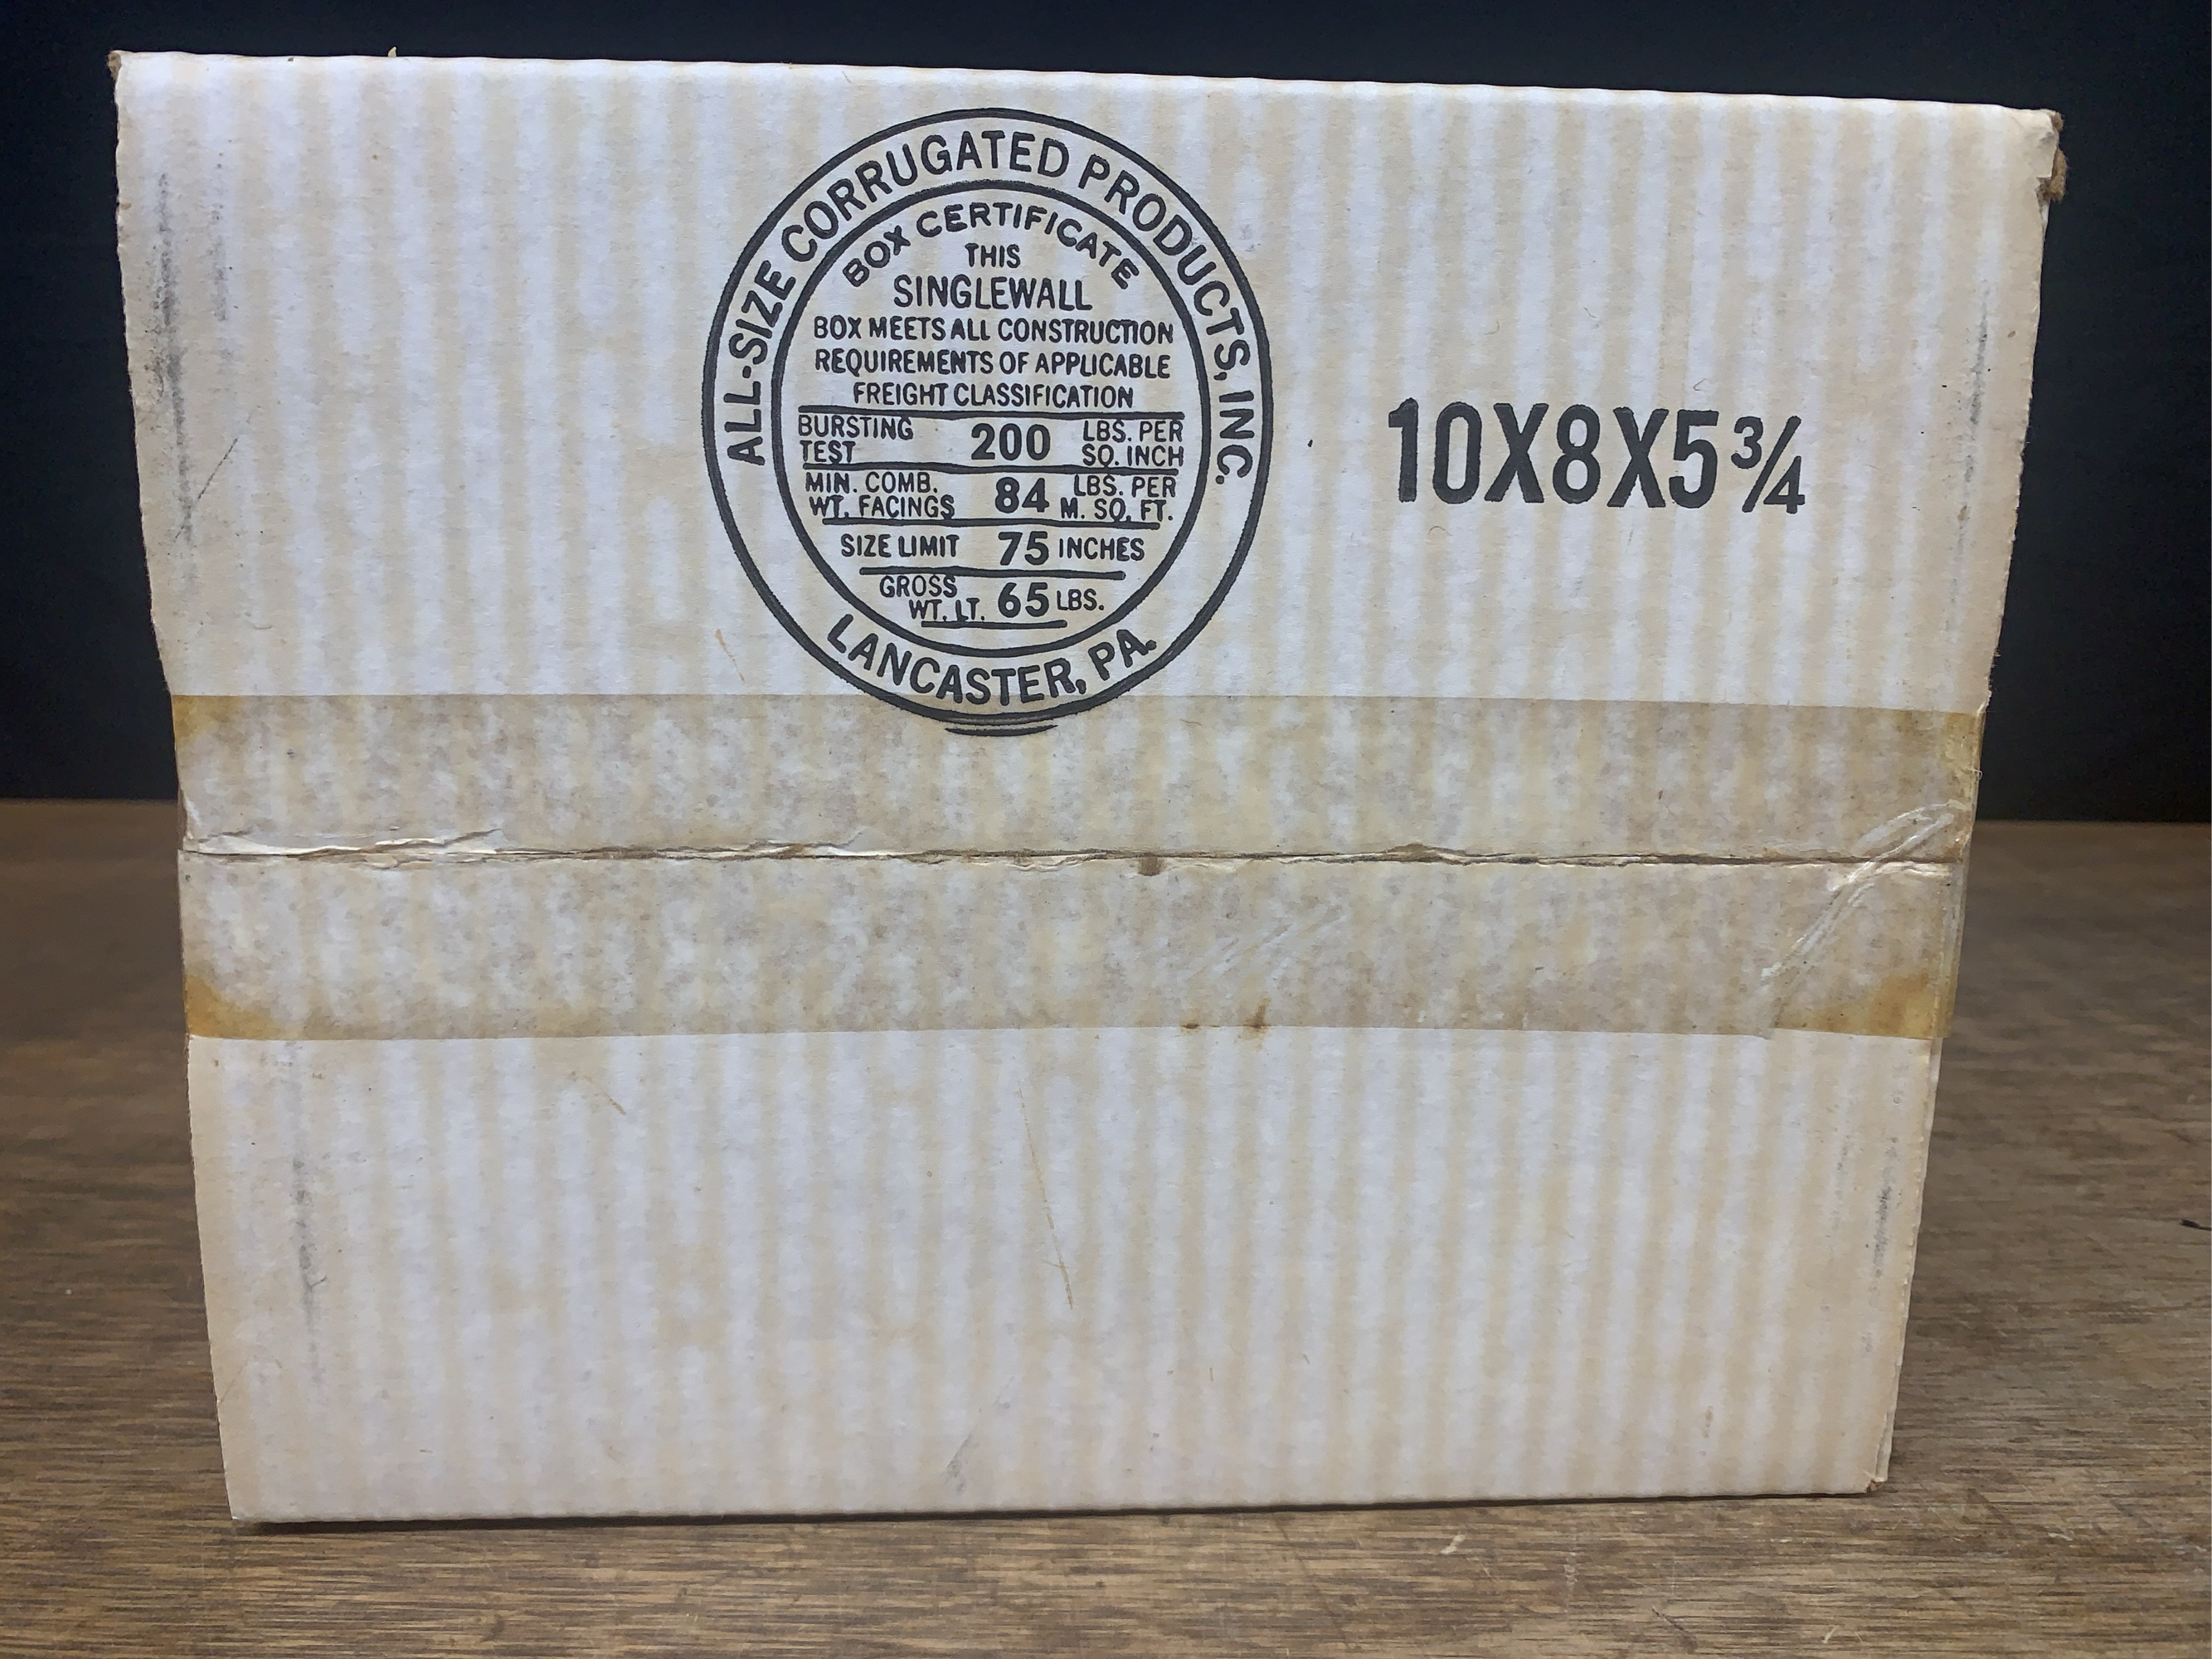 ALL-SIZE CORRUGATED PRODUCTS, INC.
BOX CERTIFICATE
THIS
SINGLEWALL
BOX MEETS ALL CONSTRUCTION
REQUIREMENTS OF APPLICABLE
FREIGHT CLASSIFICATION
BURSTING TEST 200 LBS. PER SQ. INCH
MIN. COMB. WT. FACINGS 84 LBS. PER M. SQ. FT.
SIZE LIMIT 75 INCHES
GROSS WT. LT. 65 LBS.
LANCASTER, PA.
10X8X5¾